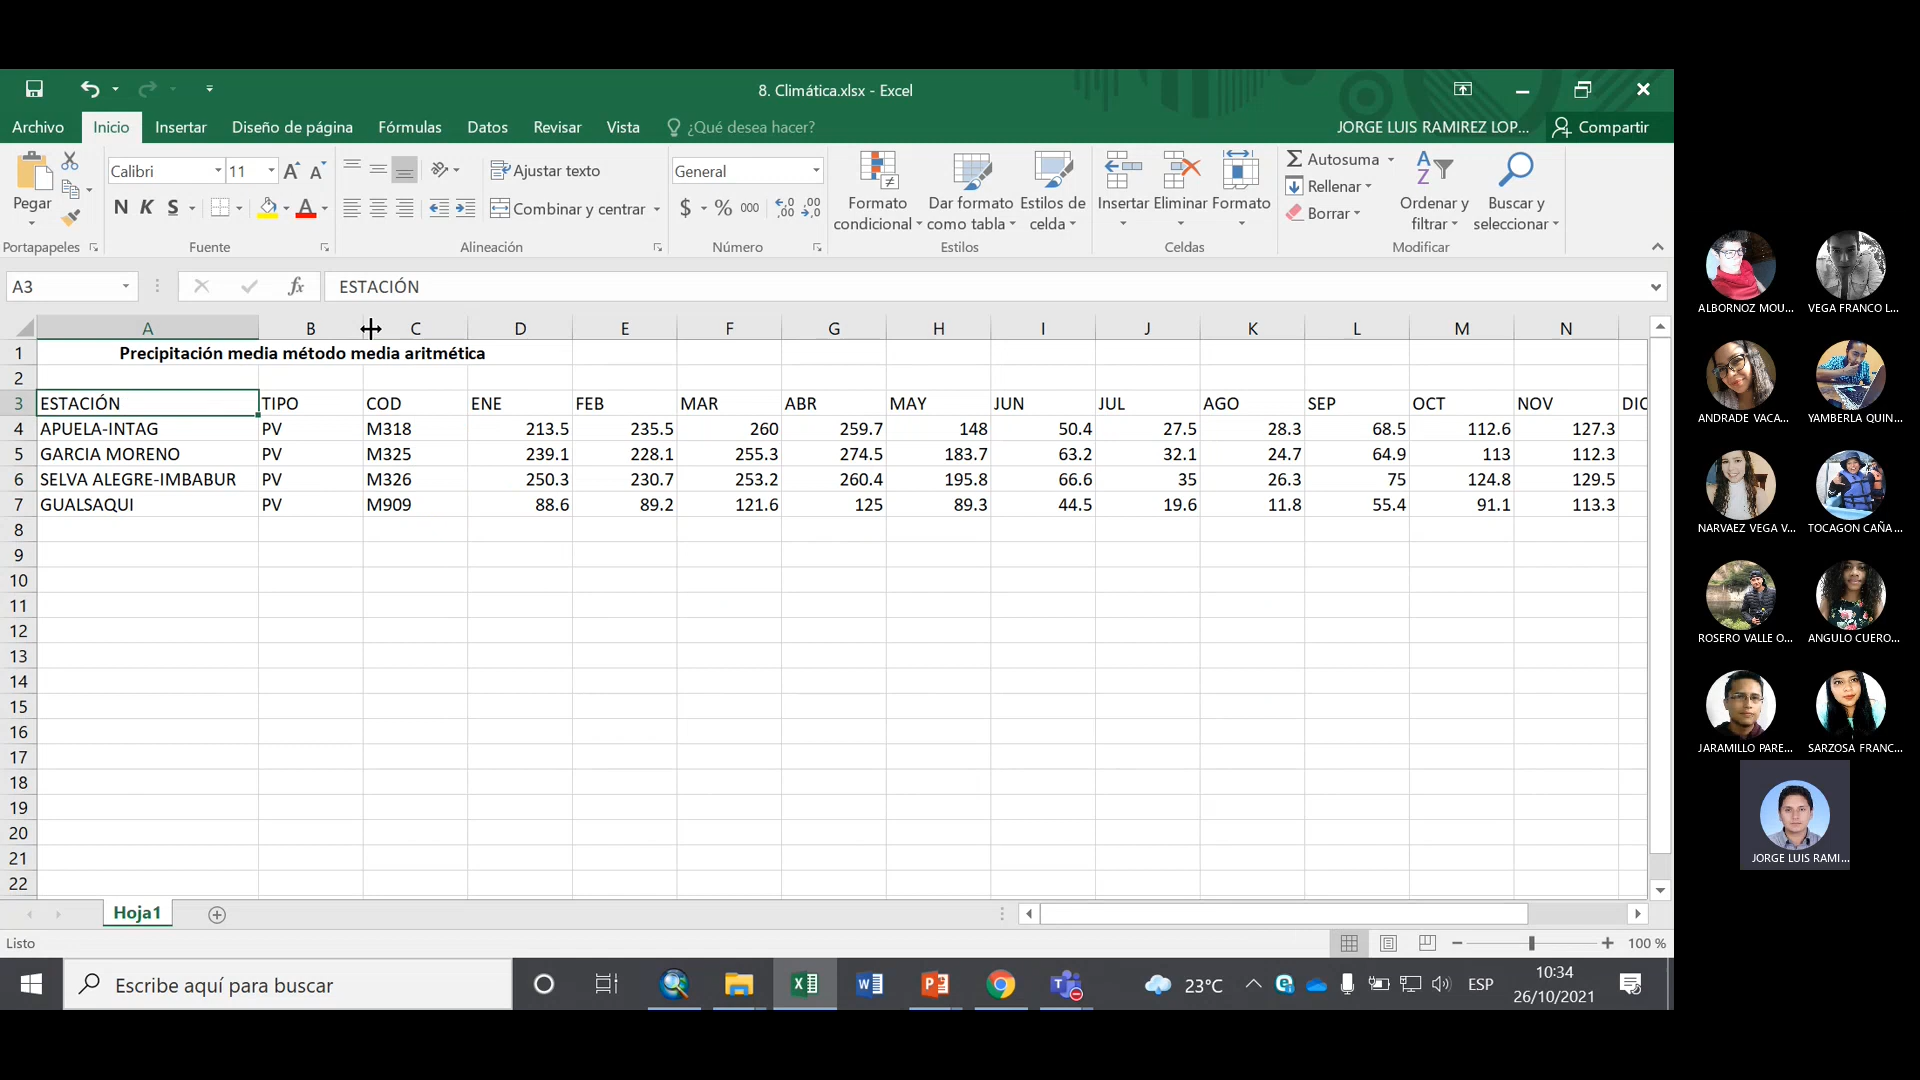 8. Climática.xlsx - Excel
Archivo Inicio Insertar Diseño de página Fórmulas Datos Revisar Vista ¿Qué desea hacer? JORGE LUIS RAMIREZ LOP... Compartir
Pegar
Portapapeles
Calibri 11
N K S
Fuente
Ajustar texto
Combinar y centrar
Alineación
General
$ % 000
Número
Formato condicional
Dar formato como tabla
Estilos de celda
Estilos
Insertar Eliminar Formato
Celdas
Autosuma
Rellenar
Borrar
Ordenar y filtrar
Buscar y seleccionar
Modificar
A3 fx ESTACIÓN
A B C D E F G H I J K L M N
1 Precipitación media método media aritmética
2
3 ESTACIÓN TIPO COD ENE FEB MAR ABR MAY JUN JUL AGO SEP OCT NOV DIC
4 APUELA-INTAG PV M318 213.5 235.5 260 259.7 148 50.4 27.5 28.3 68.5 112.6 127.3
5 GARCIA MORENO PV M325 239.1 228.1 255.3 274.5 183.7 63.2 32.1 24.7 64.9 113 112.3
6 SELVA ALEGRE-IMBABUR PV M326 250.3 230.7 253.2 260.4 195.8 66.6 35 26.3 75 124.8 129.5
7 GUALSAQUI PV M909 88.6 89.2 121.6 125 89.3 44.5 19.6 11.8 55.4 91.1 113.3
8
9
10
11
12
13
14
15
16
17
18
19
20
21
22
Hoja1
Listo 100 %
Escribe aquí para buscar
23°C
ESP
10:34
26/10/2021
ALBORNOZ MOU... VEGA FRANCO L...
ANDRADE VACA... YAMBERLA QUIN...
NARVAEZ VEGA V... TOCAGON CAÑA...
ROSERO VALLE O... ANGULO CUERO...
JARAMILLO PARE... SARZOSA FRANC...
JORGE LUIS RAMI...